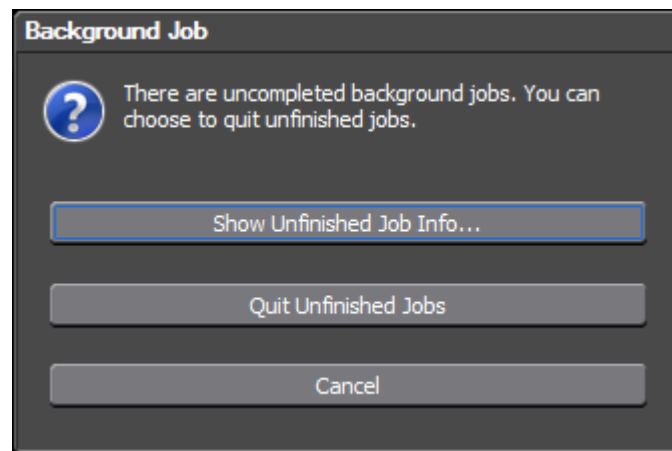 Background Job
There are uncompleted background jobs. You can
choose to quit unfinished jobs.
Show Unfinished Job Info...
Quit Unfinished Jobs
Cancel